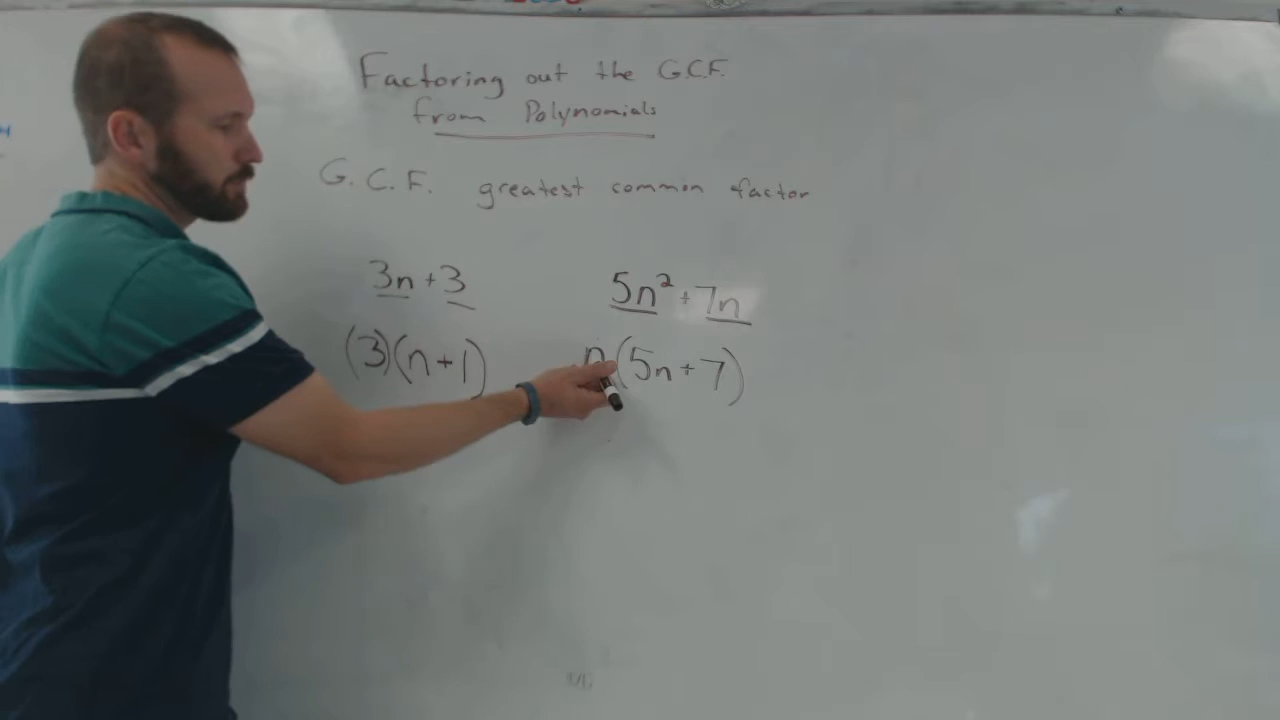 Factoring out the G.C.F.
from Polynomials
G.C.F. greatest common factor
3n + 3
(3)(n + 1)
5n² + 7n
n(5n + 7)